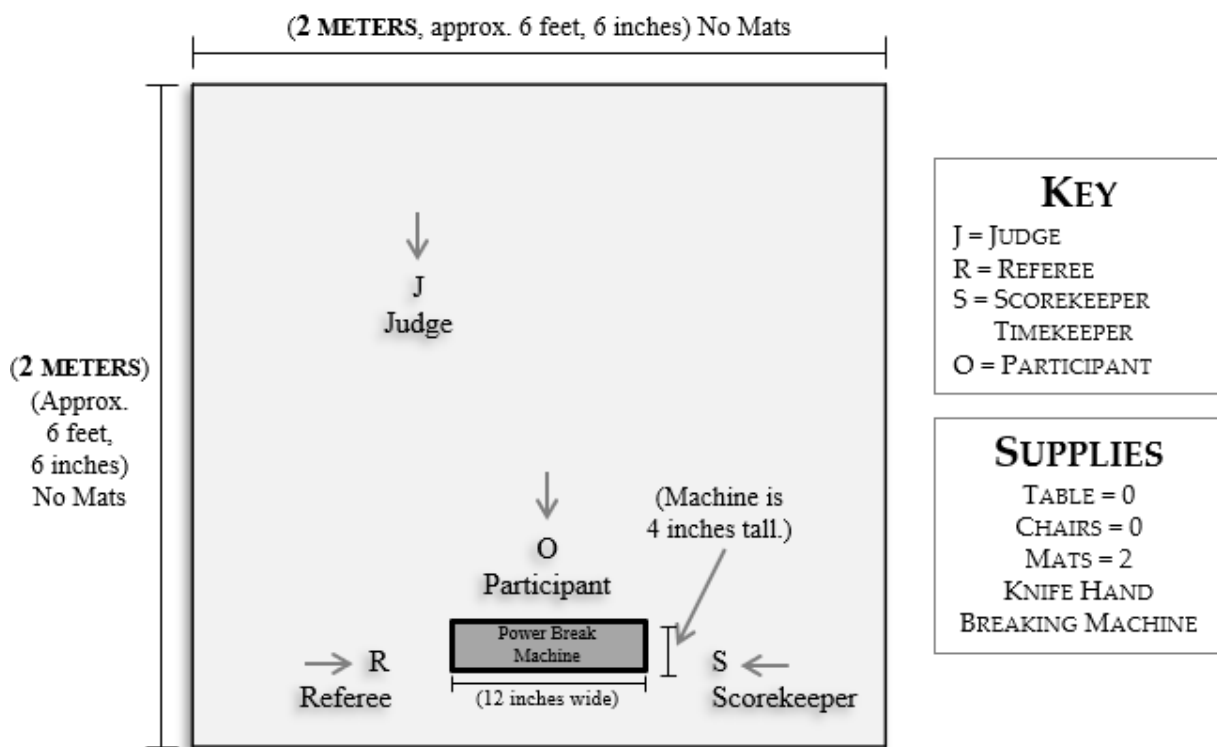 (2 METERS, approx. 6 feet, 6 inches) No Mats
J
Judge
(2 METERS)
(Approx.
6 feet,
6 inches)
No Mats
(Machine is
4 inches tall.)
O
Participant
Power Break
Machine
R
Referee
(12 inches wide)
S
Scorekeeper
KEY
J = JUDGE
R = REFEREE
S = SCOREKEEPER
TIMEKEEPER
O = PARTICIPANT
SUPPLIES
TABLE = 0
CHAIRS = 0
MATS = 2
KNIFE HAND
BREAKING MACHINE